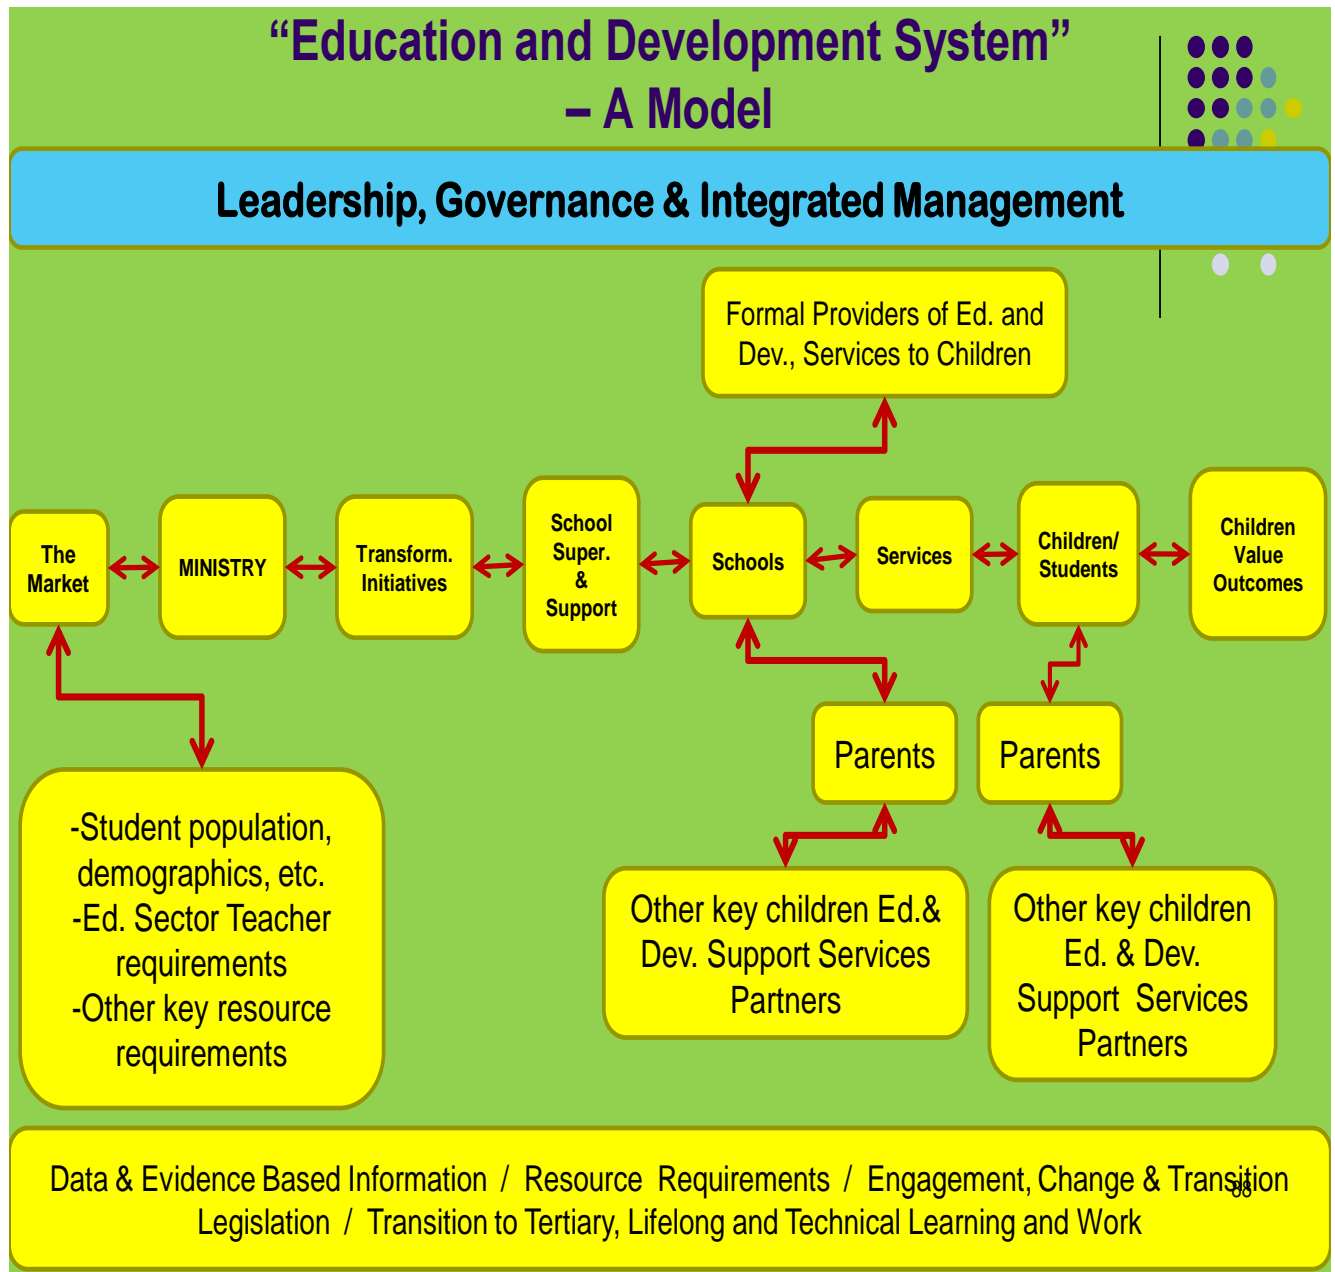 “Education and Development System”
– A Model
Leadership, Governance & Integrated Management
Formal Providers of Ed. and
Dev., Services to Children
The
Market
MINISTRY
Transform.
Initiatives
School
Super.
&
Support
Schools
Services
Children/
Students
Children
Value
Outcomes
Parents
Parents
-Student population,
demographics, etc.
-Ed. Sector Teacher
requirements
-Other key resource
requirements
Other key children Ed.&
Dev. Support Services
Partners
Other key children
Ed. & Dev.
Support Services
Partners
Data & Evidence Based Information / Resource Requirements / Engagement, Change & Transition
Legislation / Transition to Tertiary, Lifelong and Technical Learning and Work
88